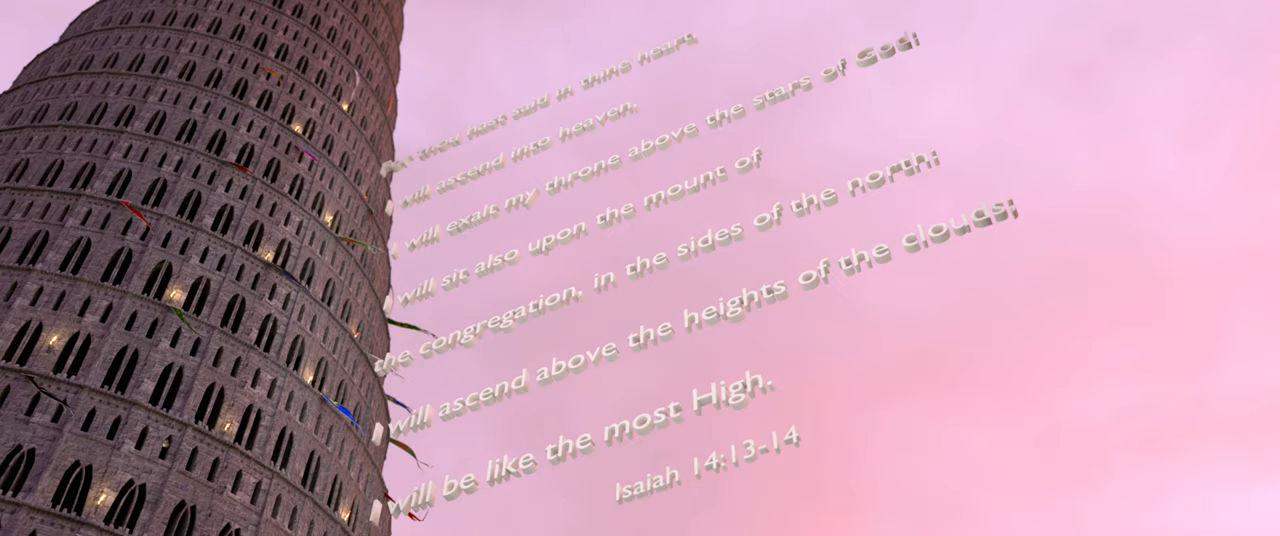 thou hast said in thine heart,
I will ascend into heaven,
I will exalt my throne above the stars of God:
I will sit also upon the mount of
the congregation, in the sides of the north:
I will ascend above the heights of the clouds;
I will be like the most High.
Isaiah 14:13-14